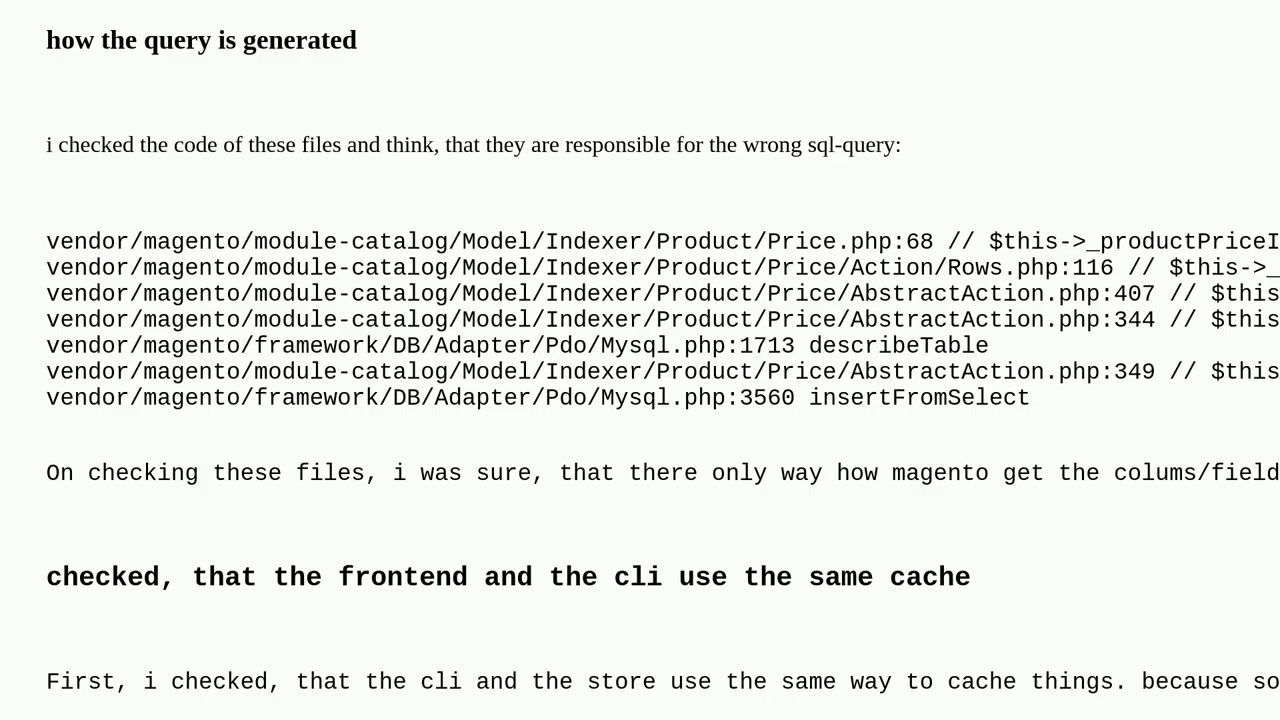 how the query is generated
i checked the code of these files and think, that they are responsible for the wrong sql-query:
vendor/magento/module-catalog/Model/Indexer/Product/Price.php:68 // $this->_productPriceI
vendor/magento/module-catalog/Model/Indexer/Product/Price/Action/Rows.php:116 // $this->_
vendor/magento/module-catalog/Model/Indexer/Product/Price/AbstractAction.php:407 // $this
vendor/magento/module-catalog/Model/Indexer/Product/Price/AbstractAction.php:344 // $this
vendor/magento/framework/DB/Adapter/Pdo/Mysql.php:1713 describeTable
vendor/magento/module-catalog/Model/Indexer/Product/Price/AbstractAction.php:349 // $this
vendor/magento/framework/DB/Adapter/Pdo/Mysql.php:3560 insertFromSelect
On checking these files, i was sure, that there only way how magento get the colums/field
checked, that the frontend and the cli use the same cache
First, i checked, that the cli and the store use the same way to cache things. because so